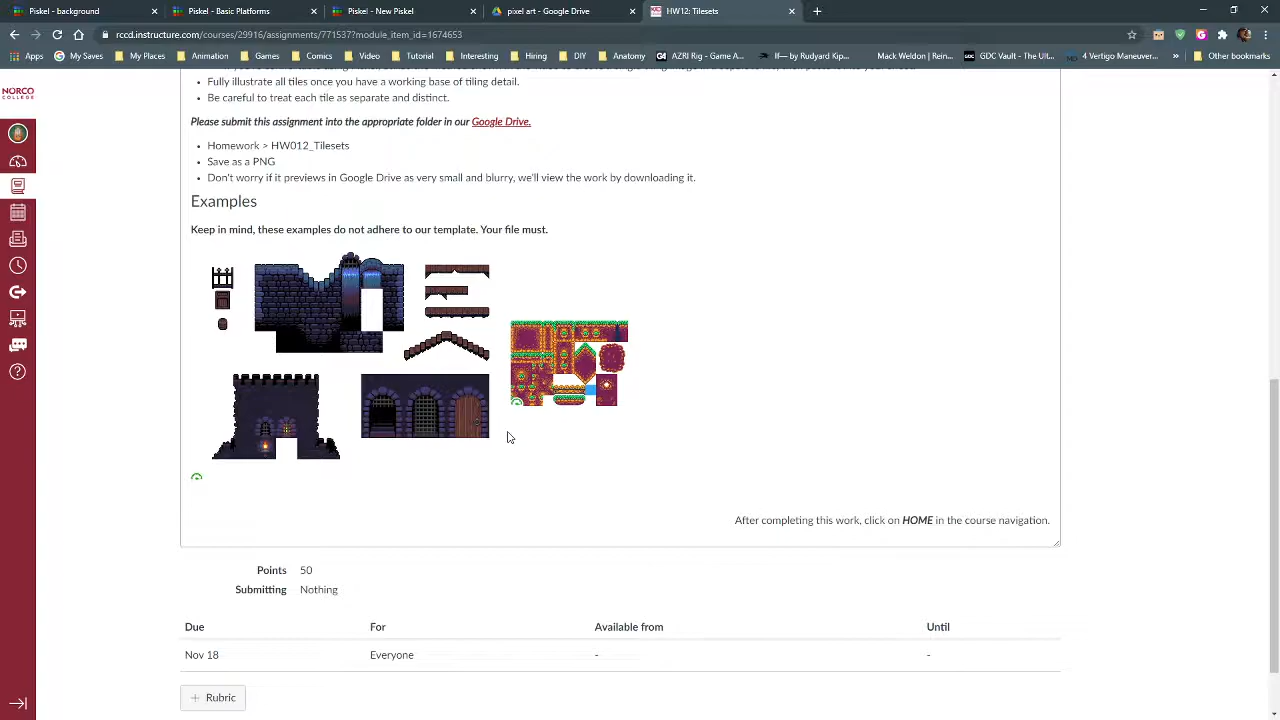 Piskel - background
Piskel - Basic Platforms
Piskel - New Piskel
pixel art - Google Drive
HW12: Tilesets
rccd.instructure.com/courses/29916/assignments/771537?module_item_id=1674653
Apps
My Saves
My Places
Animation
Games
Comics
Video
Tutorial
Interesting
Hiring
DIY
Anatomy
AZRI Rig - Game A...
If— by Rudyard Kip...
Mack Weldon | Rein...
GDC Vault - The Ult...
4 Vertigo Maneuver...
Other bookmarks
NORCO
COLLEGE
Fully illustrate all tiles once you have a working base of tiling detail.
Be careful to treat each tile as separate and distinct.
Please submit this assignment into the appropriate folder in our Google Drive.
Homework > HW012_Tilesets
Save as a PNG
Don't worry if it previews in Google Drive as very small and blurry, we'll view the work by downloading it.
Examples
Keep in mind, these examples do not adhere to our template. Your file must.
After completing this work, click on HOME in the course navigation.
Points 50
Submitting Nothing
Due For Available from Until
Nov 18 Everyone - -
+ Rubric